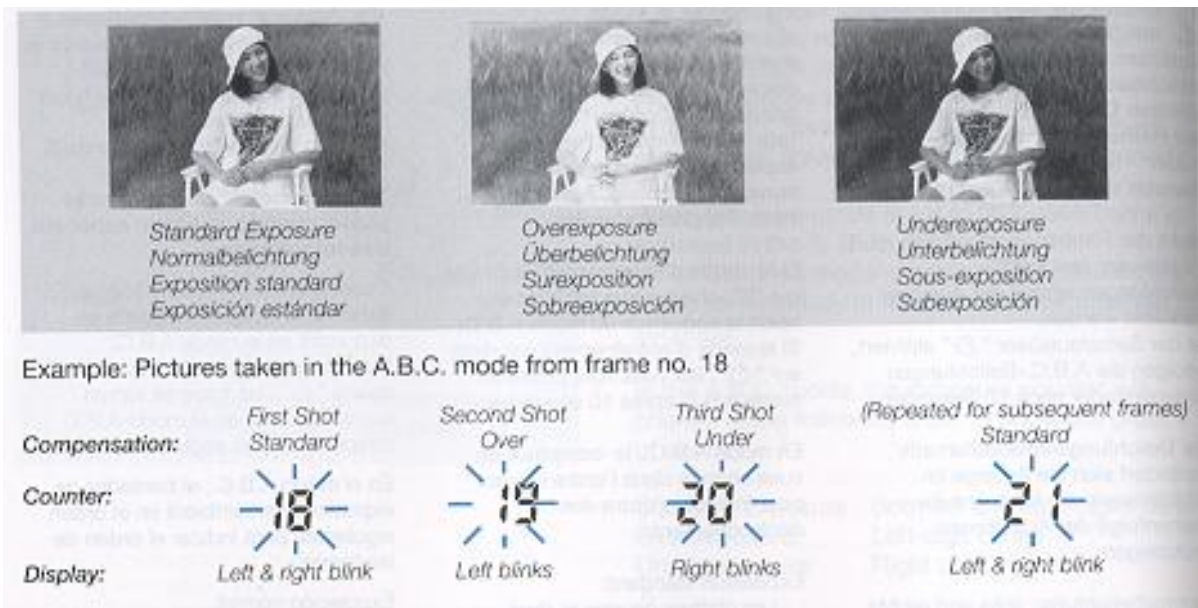 Standard Exposure
Normalbelichtung
Exposition standard
Exposición estándar
Overexposure
Überbelichtung
Surexposition
Sobreexposición
Underexposure
Unterbelichtung
Sous-exposition
Subexposición
Example: Pictures taken in the A.B.C. mode from frame no. 18
First Shot Second Shot Third Shot (Repeated for subsequent frames)
Compensation: Standard Over Under Standard
Counter: 18 19 20 21
Display: Left & right blink Left blinks Right blinks Left & right blink